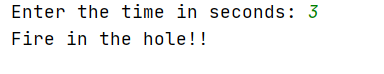 Enter the time in seconds: 3
Fire in the hole!!